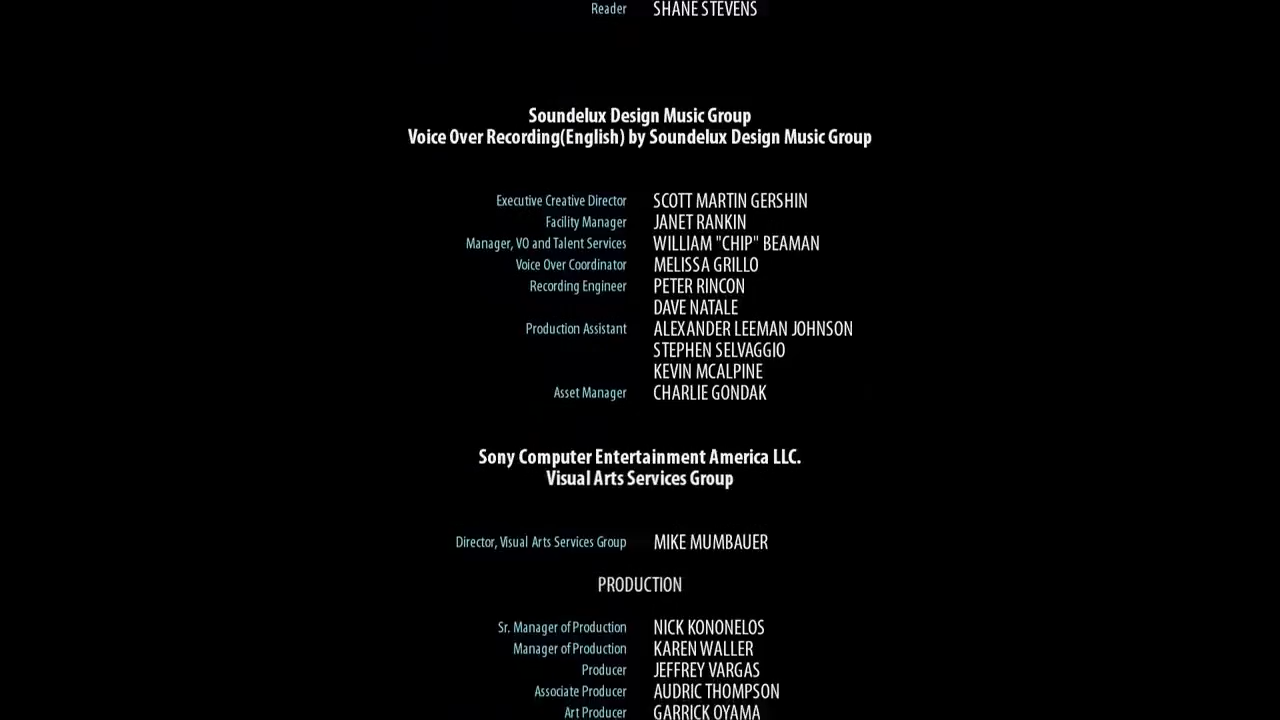 Reader SHANE STEVENS
Soundelux Design Music Group
Voice Over Recording(English) by Soundelux Design Music Group
Executive Creative Director SCOTT MARTIN GERSHIN
Facility Manager JANET RANKIN
Manager, VO and Talent Services WILLIAM "CHIP" BEAMAN
Voice Over Coordinator MELISSA GRILLO
Recording Engineer PETER RINCON
DAVE NATALE
Production Assistant ALEXANDER LEEMAN JOHNSON
STEPHEN SELVAGGIO
KEVIN MCALPINE
Asset Manager CHARLIE GONDAK
Sony Computer Entertainment America LLC.
Visual Arts Services Group
Director, Visual Arts Services Group MIKE MUMBAUER
PRODUCTION
Sr. Manager of Production NICK KONONELOS
Manager of Production KAREN WALLER
Producer JEFFREY VARGAS
Associate Producer AUDRIC THOMPSON
Art Producer GARRICK OYAMA